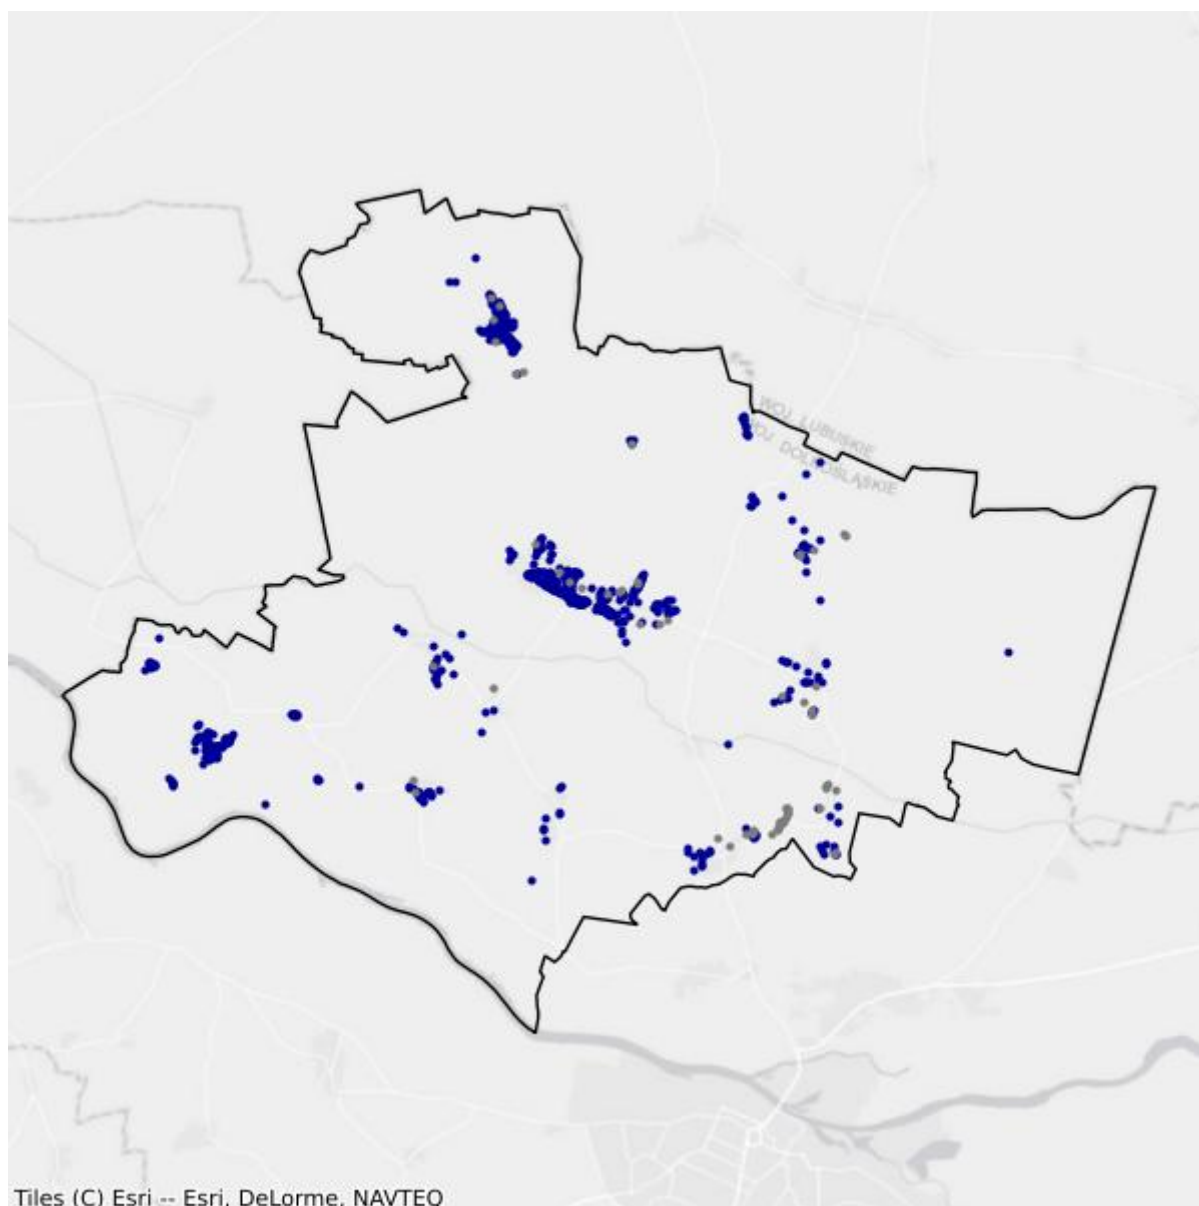 WOJ. LUBUSKIE
WOJ. DOLNOŚLĄSKIE
Tiles (C) Esri -- Esri, DeLorme, NAVTEQ